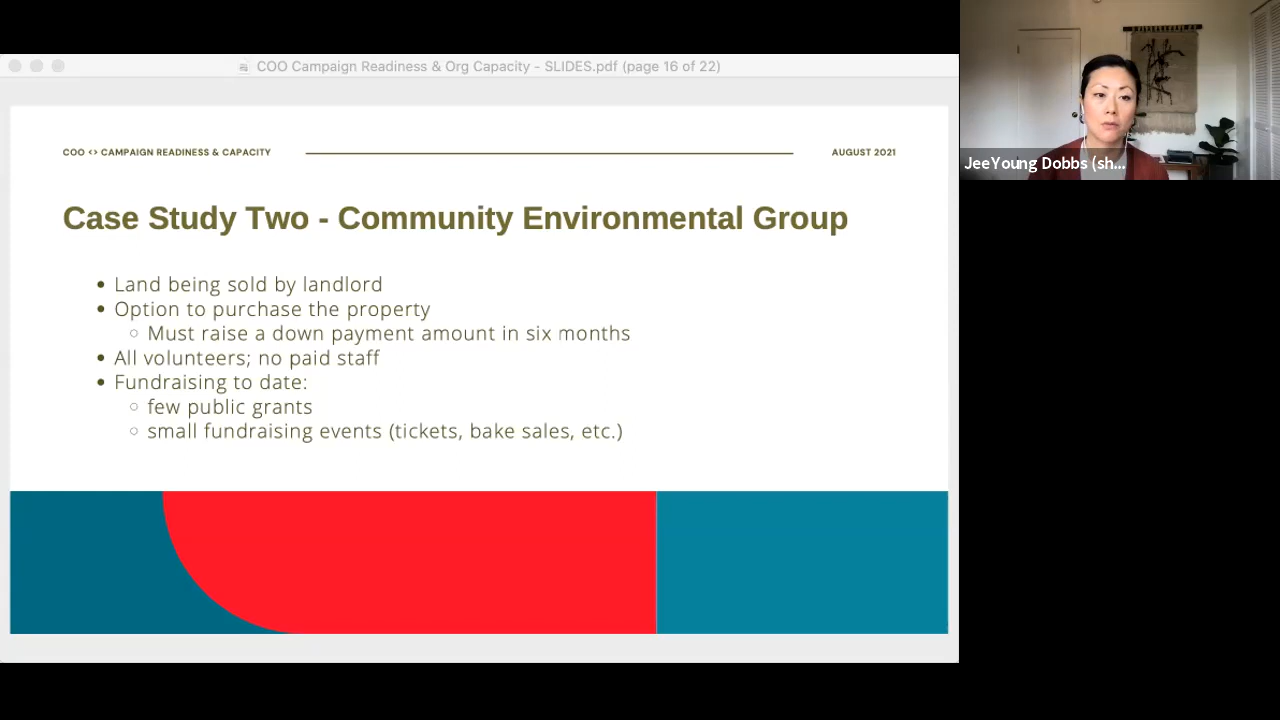 COO Campaign Readiness & Org Capacity - SLIDES.pdf (page 16 of 22)
COO <> CAMPAIGN READINESS & CAPACITY
AUGUST 2021
Case Study Two - Community Environmental Group
• Land being sold by landlord
• Option to purchase the property
○ Must raise a down payment amount in six months
• All volunteers; no paid staff
• Fundraising to date:
○ few public grants
○ small fundraising events (tickets, bake sales, etc.)
JeeYoung Dobbs (sh...